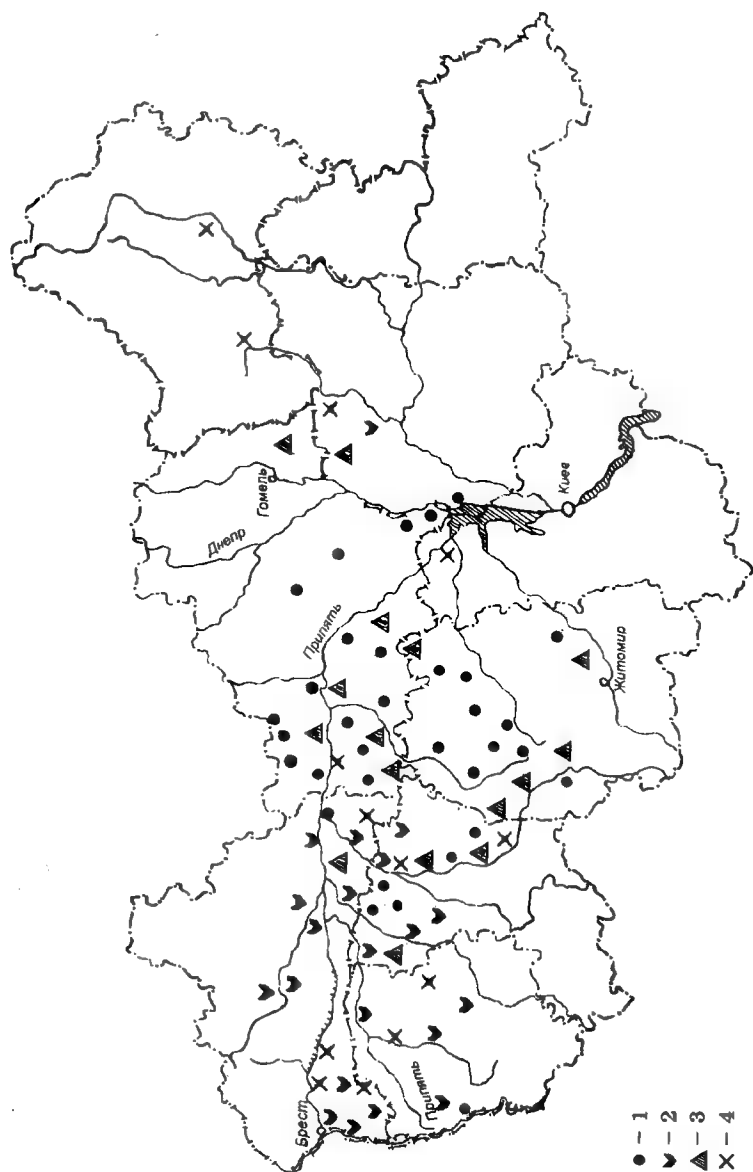 Днепр
Гомель
Припять
Брест
Припять
Киев
Житомир
● – 1
– 2
▲ – 3
× – 4